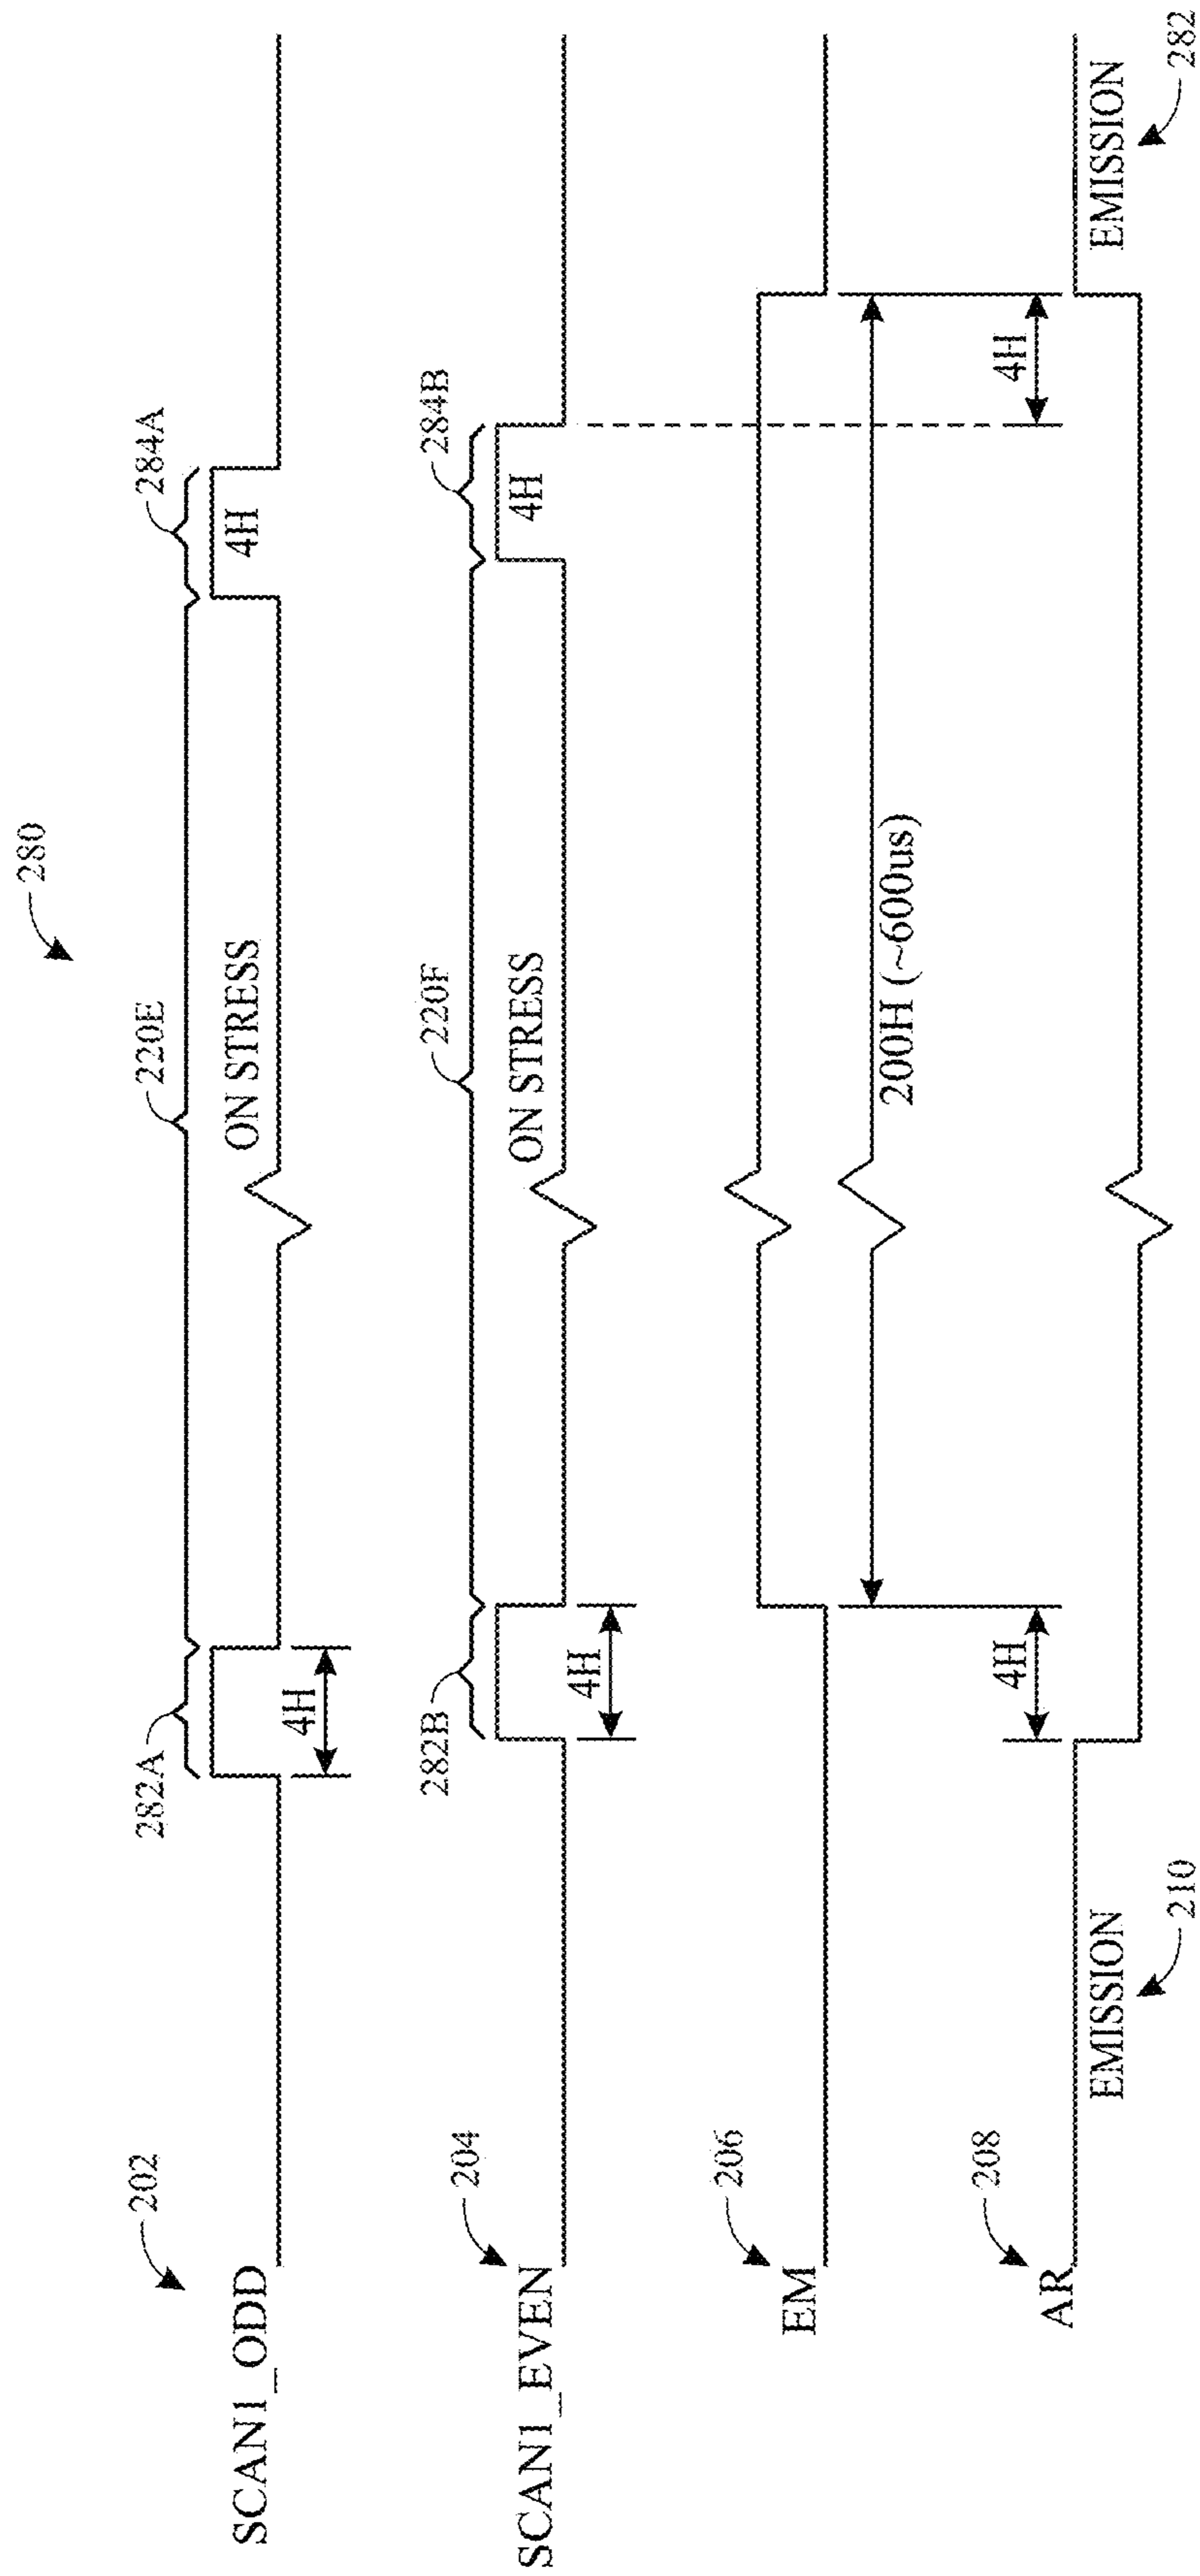 280
202
SCAN1_ODD
282A
4H
220E
ON STRESS
284A
4H
204
SCAN1_EVEN
282B
4H
220F
ON STRESS
284B
4H
206
EM
200H (~600us)
208
AR
EMISSION
210
4H
4H
EMISSION
282